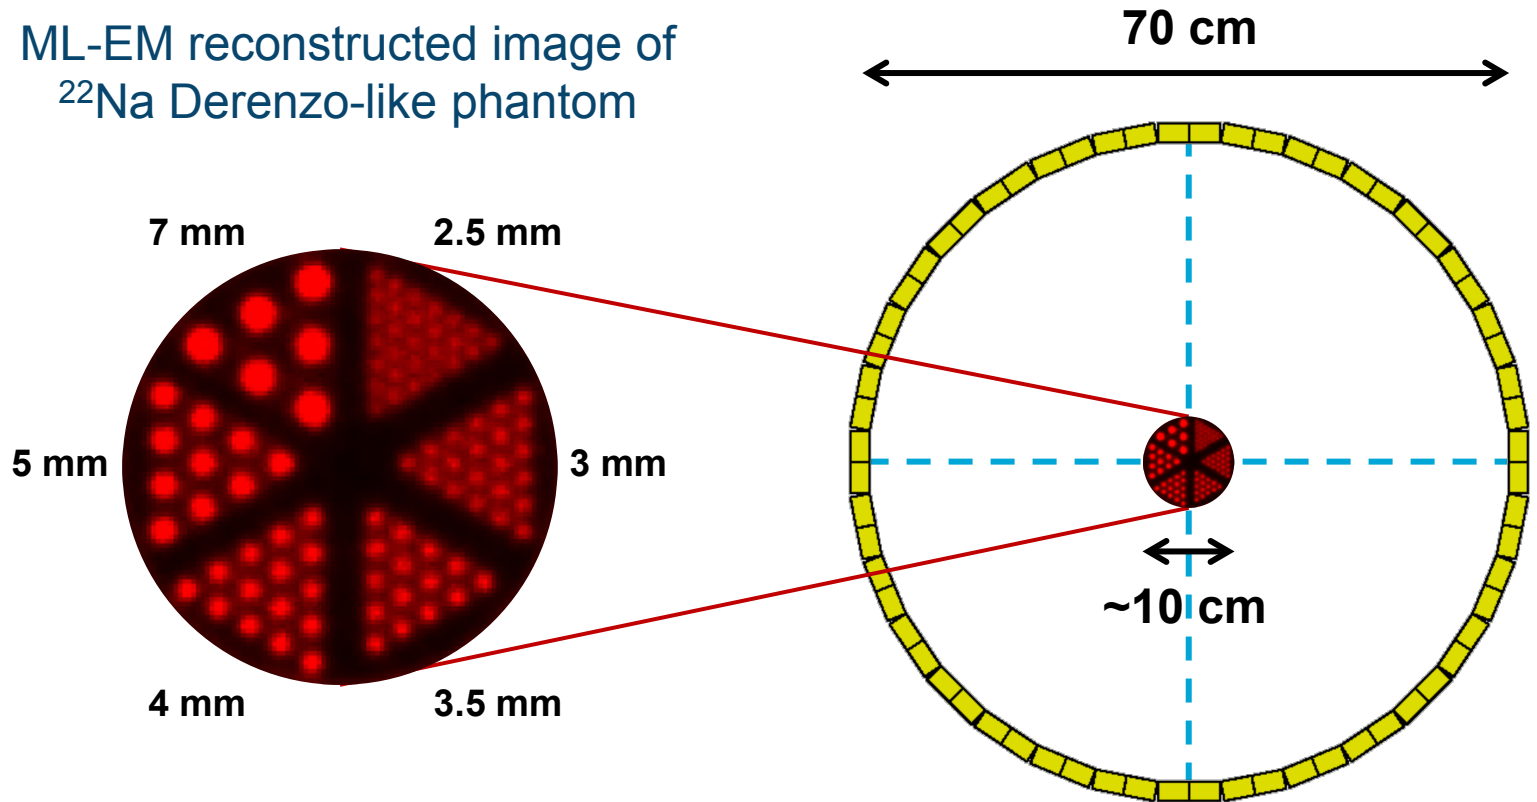 ML-EM reconstructed image of
²²Na Derenzo-like phantom
70 cm
7 mm
2.5 mm
5 mm
3 mm
4 mm
3.5 mm
~10 cm